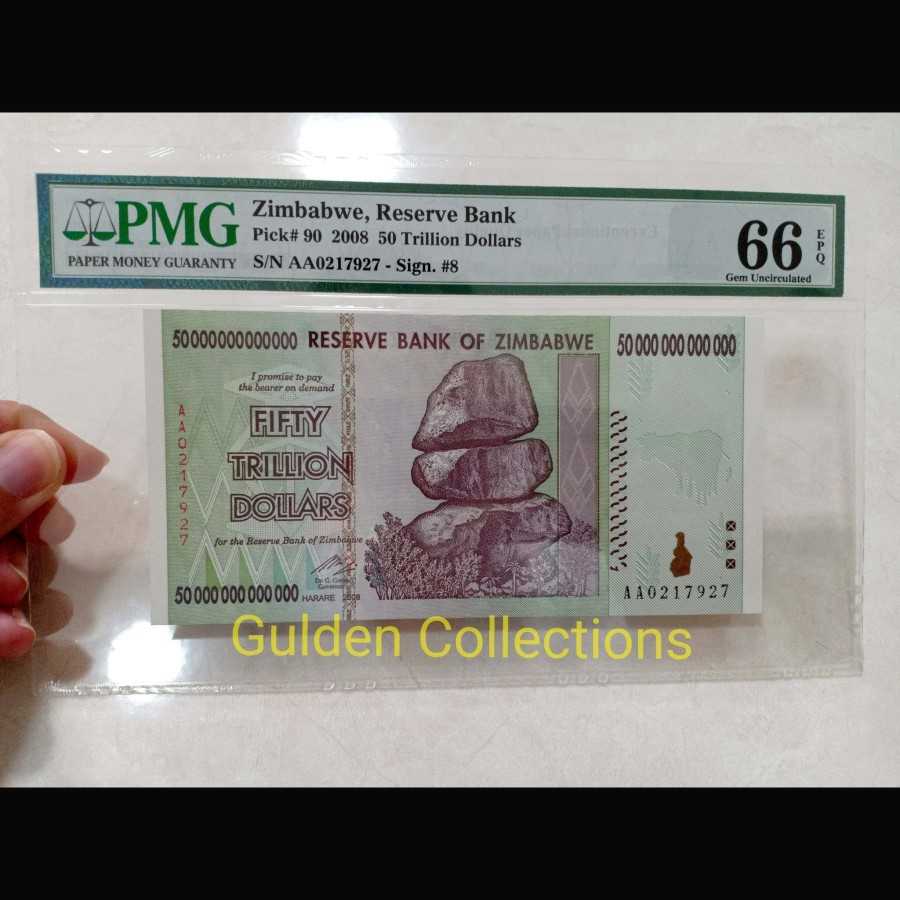 PMG
PAPER MONEY GUARANTY
Zimbabwe, Reserve Bank
Pick# 90 2008 50 Trillion Dollars
S/N AA0217927 - Sign. #8
66
EPQ
Gem Uncirculated
50000000000000 RESERVE BANK OF ZIMBABWE
50 000 000 000 000
I promise to pay
the bearer on demand
FIFTY
TRILLION
DOLLARS
for the Reserve Bank of Zimbabwe
AA0217927
Dr. G. Gono
Governor
50 000 000 000 000 HARARE 2008
AA0217927
Gulden Collections